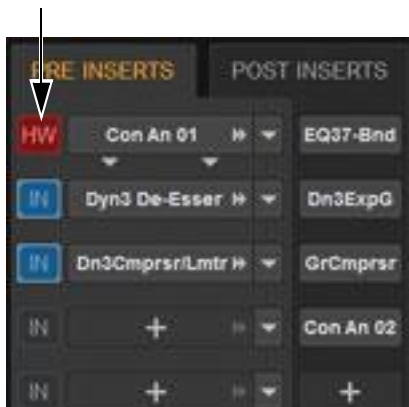 PRE INSERTS POST INSERTS
HW Con An 01 EQ37-Bnd
IN Dyn3 De-Esser Dn3ExpG
IN Dn3Cmprsr/Lmtr GrCmprsr
IN + Con An 02
IN + +